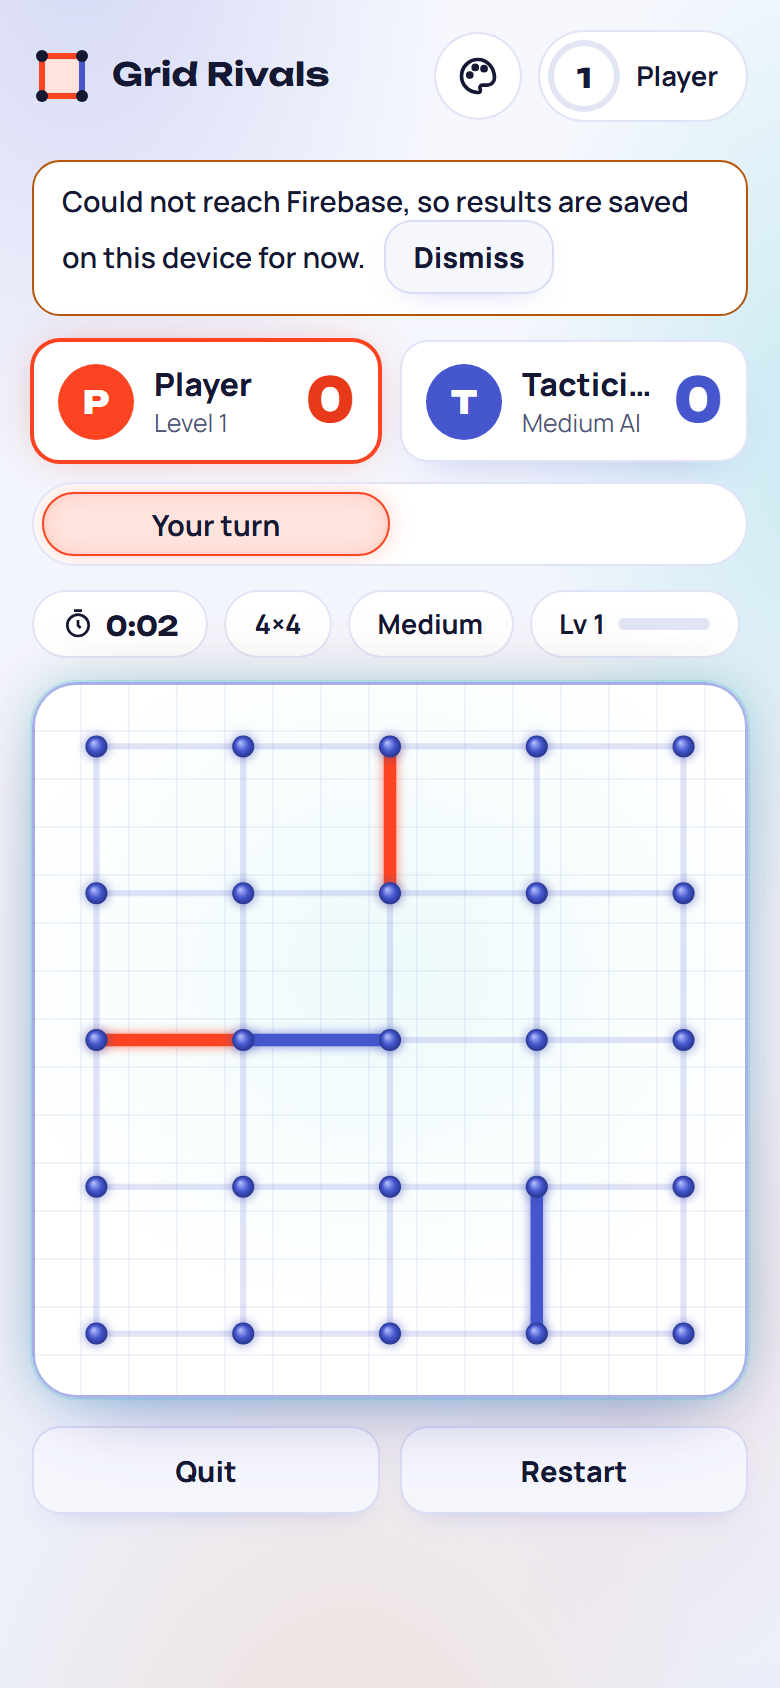 Grid Rivals
1 Player
Could not reach Firebase, so results are saved
on this device for now. Dismiss
P Player 0
Level 1
T Tactici... 0
Medium AI
Your turn
0:02 4×4 Medium Lv 1
Quit Restart